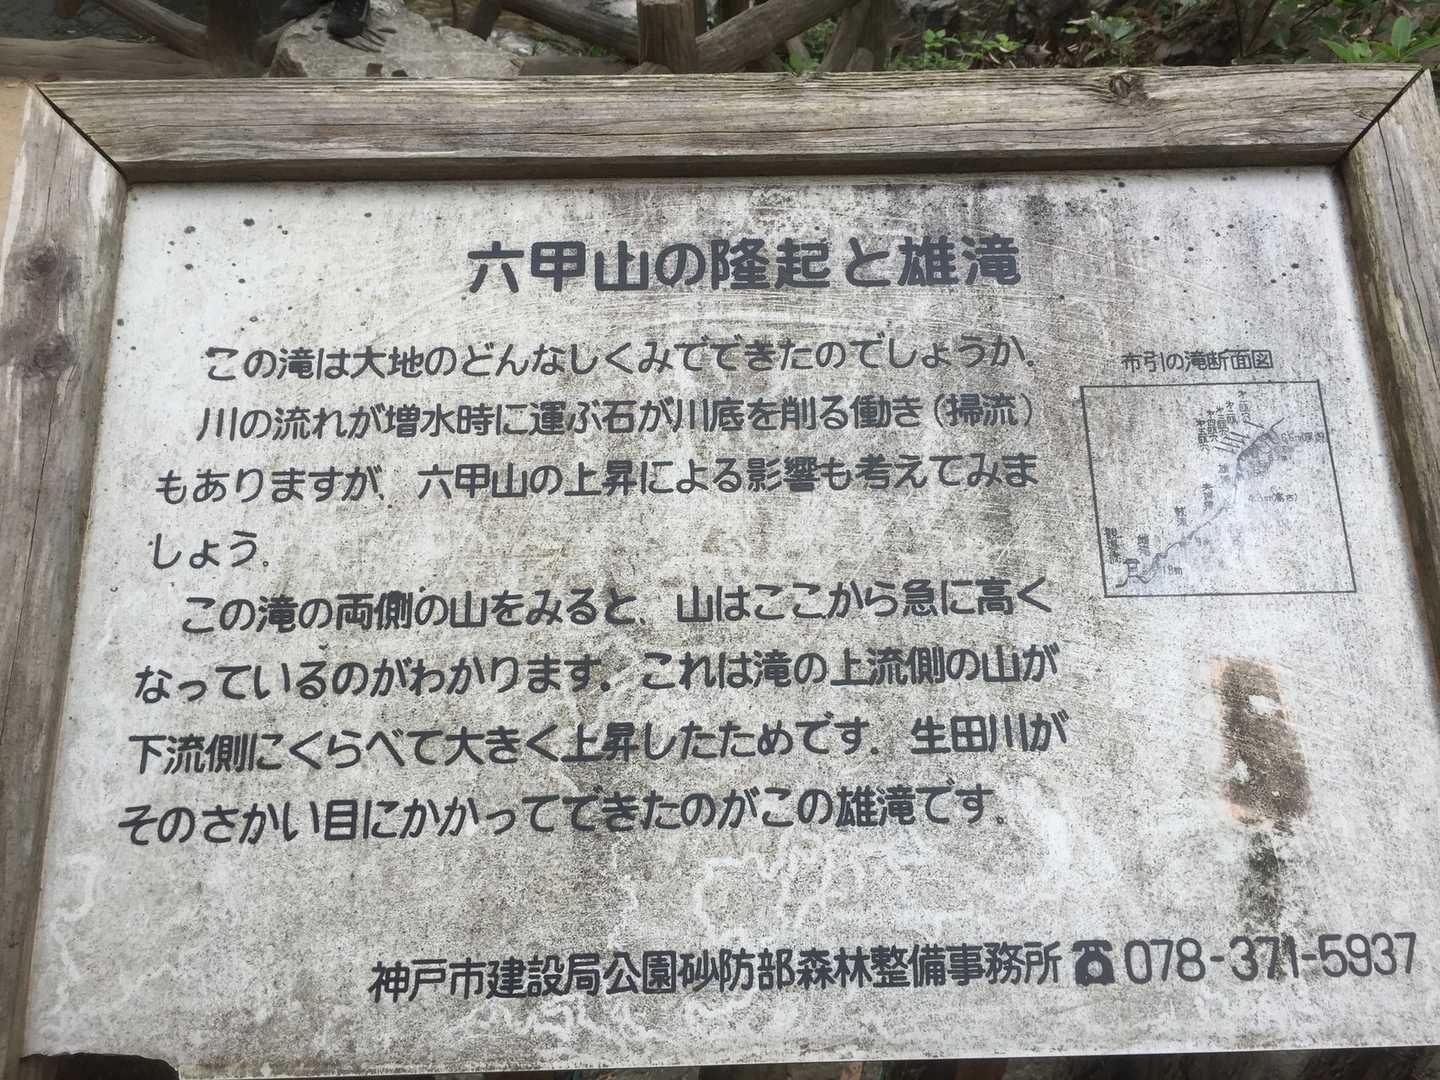 六甲山の隆起と雄滝
この滝は大地のどんなしくみでできたのでしょうか。
川の流れが増水時に運ぶ石が川底を削る働き(掃流)
もありますが、六甲山の上昇による影響も考えてみま
しょう。
この滝の両側の山をみると、山はここから急に高く
なっているのがわかります。これは滝の上流側の山が
下流側にくらべて大きく上昇したためです。生田川が
そのさかい目にかかってできたのがこの雄滝です。
布引の滝断面図
雄滝
夫婦滝
鼓滝
雌滝
19m
神戸市建設局公園砂防部森林整備事務所☎078-371-5937